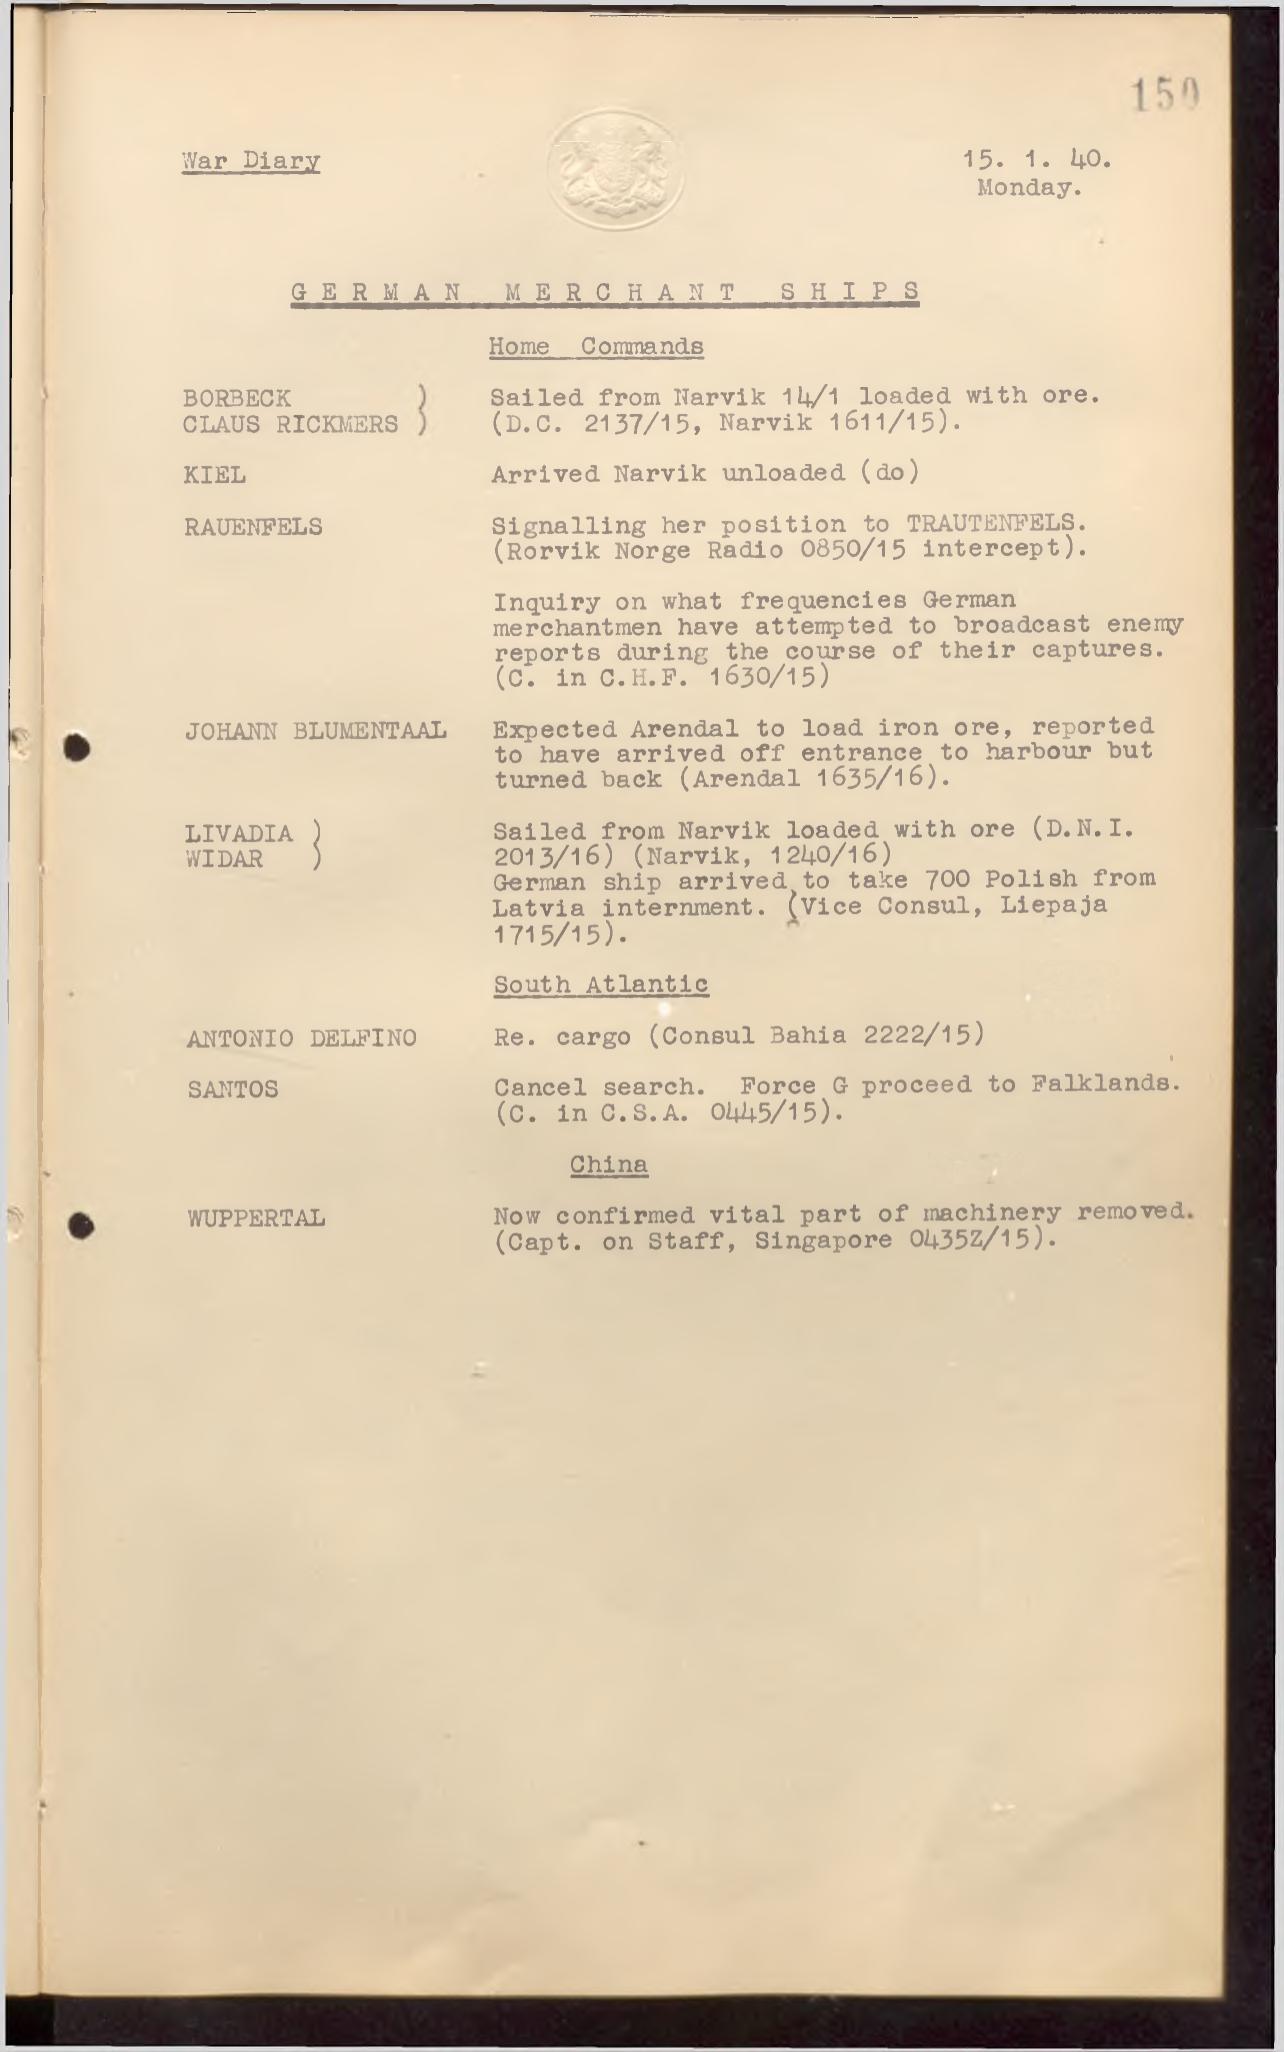 150
War Diary 15. 1. 40.
Monday.
GERMAN MERCHANT SHIPS
Home Commands
BORBECK ) Sailed from Narvik 14/1 loaded with ore.
CLAUS RICKMERS ) (D.C. 2137/15, Narvik 1611/15).
KIEL Arrived Narvik unloaded (do)
RAUENFELS Signalling her position to TRAUTENFELS.
(Rorvik Norge Radio 0850/15 intercept).
Inquiry on what frequencies German
merchantmen have attempted to broadcast enemy
reports during the course of their captures.
(C. in C.H.F. 1630/15)
JOHANN BLUMENTAAL Expected Arendal to load iron ore, reported
to have arrived off entrance to harbour but
turned back (Arendal 1635/16).
LIVADIA ) Sailed from Narvik loaded with ore (D.N.I.
WIDAR ) 2013/16) (Narvik, 1240/16)
German ship arrived to take 700 Polish from
Latvia internment. (Vice Consul, Liepaja
1715/15).
South Atlantic
ANTONIO DELFINO Re. cargo (Consul Bahia 2222/15)
SANTOS Cancel search. Force G proceed to Falklands.
(C. in C.S.A. 0445/15).
China
WUPPERTAL Now confirmed vital part of machinery removed.
(Capt. on Staff, Singapore 0435Z/15).